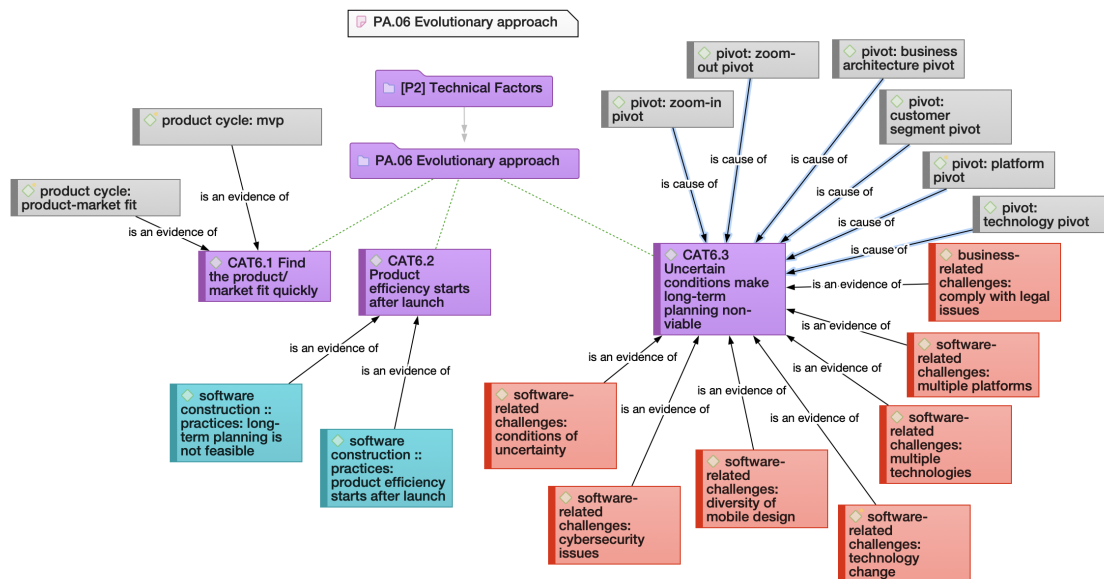 PA.06 Evolutionary approach
[P2] Technical Factors
PA.06 Evolutionary approach
product cycle: mvp
product cycle:
product-market fit
is an evidence of
is an evidence of
CAT6.1 Find
the product/
market fit quickly
CAT6.2
Product
efficiency starts
after launch
is an evidence of
is an evidence of
software
construction ::
practices: long-
term planning is
not feasible
software
construction ::
practices:
product efficiency
starts after launch
pivot: zoom-
out pivot
pivot: business
architecture pivot
pivot: zoom-in
pivot
pivot:
customer
segment pivot
pivot: platform
pivot
pivot:
technology pivot
is cause of
is cause of
is cause of
is cause of
is cause of
is cause of
CAT6.3
Uncertain
conditions make
long-term
planning non-
viable
is an evidence of
business-
related
challenges:
comply with legal
issues
is an evidence of
software-
related
challenges:
multiple platforms
is an evidence of
is an evidence of
is an evidence of
is an evidence of
is an evidence of
software-
related
challenges:
conditions of
uncertainty
software-
related
challenges:
multiple
technologies
software-
related
challenges:
cybersecurity
issues
software-
related
challenges:
diversity of
mobile design
software-
related
challenges:
technology
change